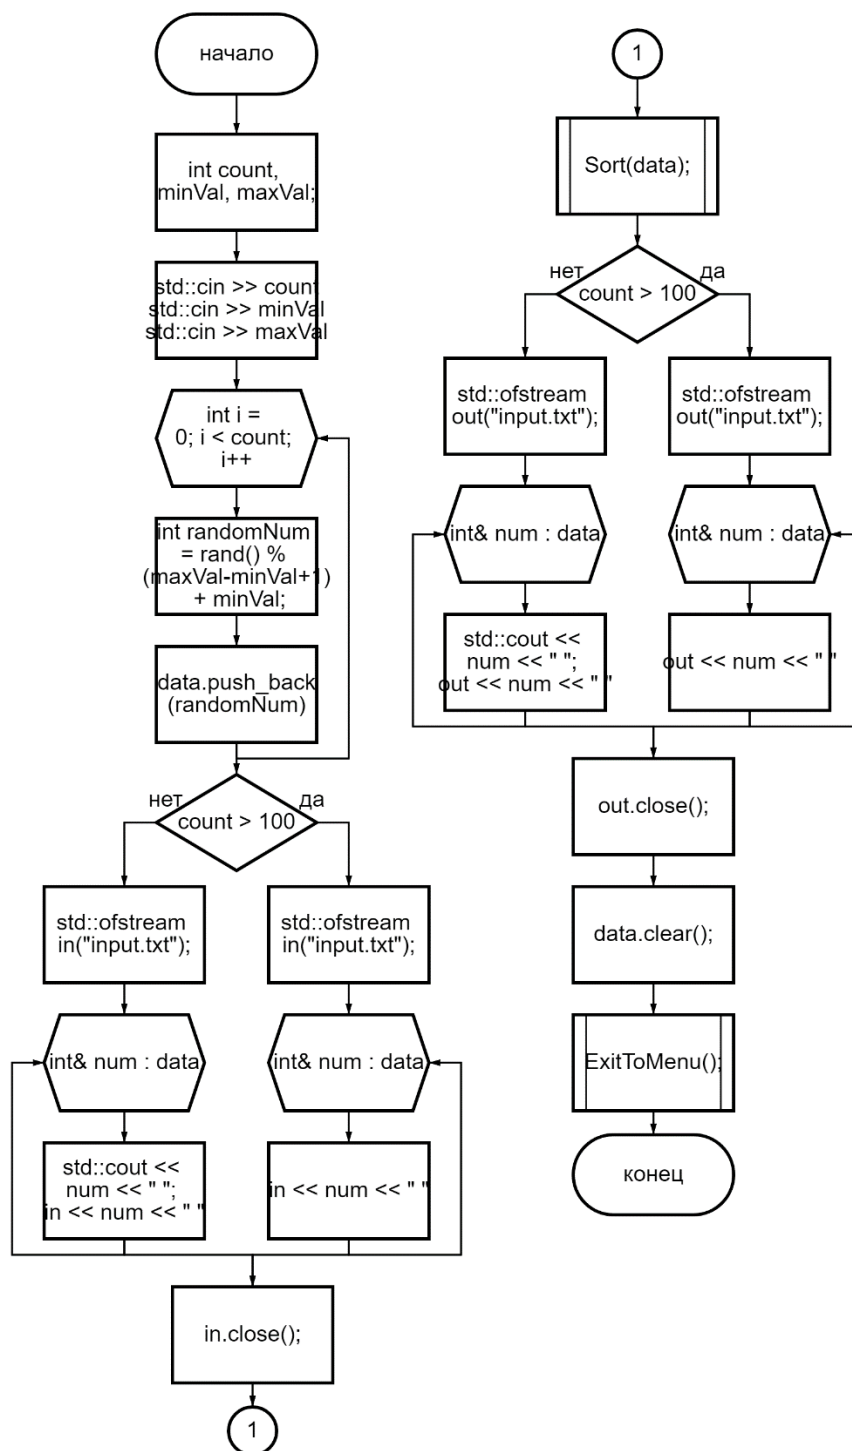 начало
int count,
minVal, maxVal;
std::cin >> count
std::cin >> minVal
std::cin >> maxVal
int i =
0; i < count;
i++
int randomNum
= rand() %
(maxVal-minVal+1)
+ minVal;
data.push_back
(randomNum)
нет
да
count > 100
std::ofstream
in("input.txt");
std::ofstream
in("input.txt");
int& num : data
int& num : data
std::cout <<
num << " ";
in << num << " "
in << num << " "
in.close();
1
1
Sort(data);
нет
да
count > 100
std::ofstream
out("input.txt");
std::ofstream
out("input.txt");
int& num : data
int& num : data
std::cout <<
num << " ";
out << num << " "
out << num << " "
out.close();
data.clear();
ExitToMenu();
конец